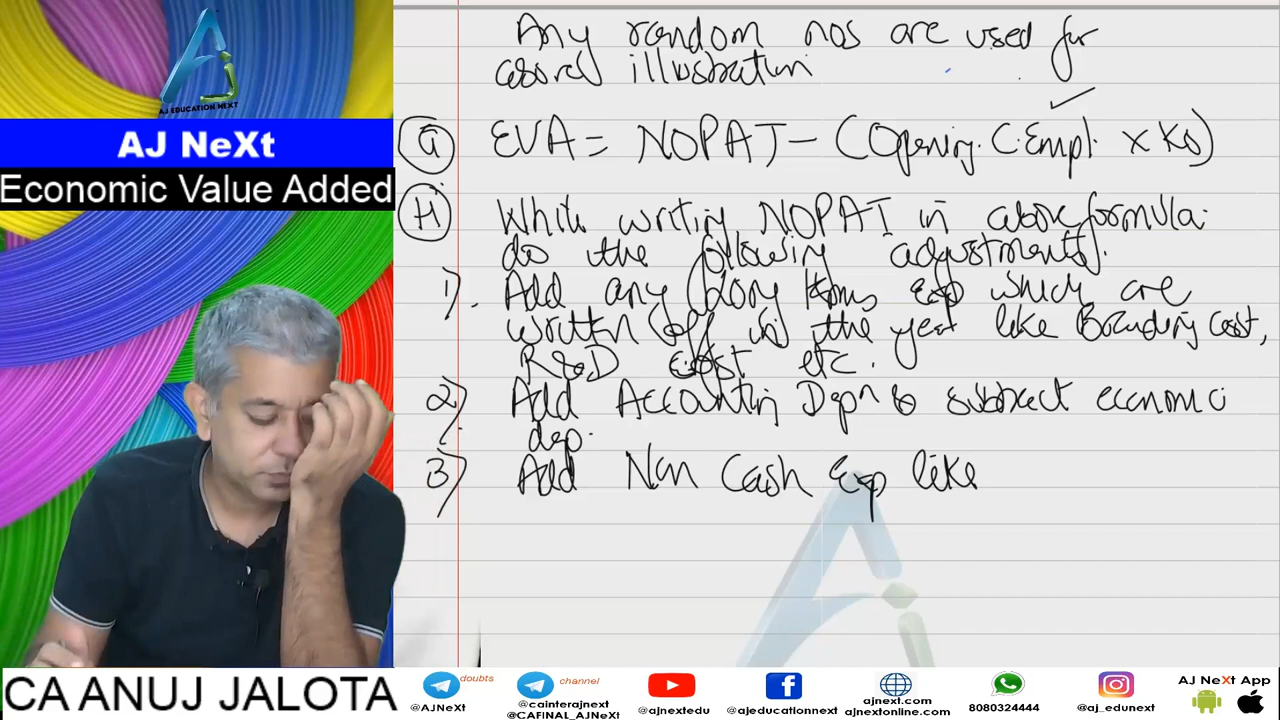 AJ EDUCATION NEXT
AJ NeXt
Economic Value Added
Any random nos are used for
above illustration
G EVA = NOPAT - (Opening C. Empl. x Ko)
H While writing NOPAT in above formula
do the following adjustments.
1) Add any long term exp which are
written off in the year like Branding cost,
R&D cost etc.
2) Add Accounting Depn & subtract economic
dep.
3) Add Non Cash Exp like
CA ANUJ JALOTA
doubts
@AJNeXt
channel
@cainterajnext
@CAFINAL_AJNeXt
@ajnextedu
@ajeducationnext
ajnext.com
ajnextonline.com
8080324444
@aj_edunext
AJ NeXt App